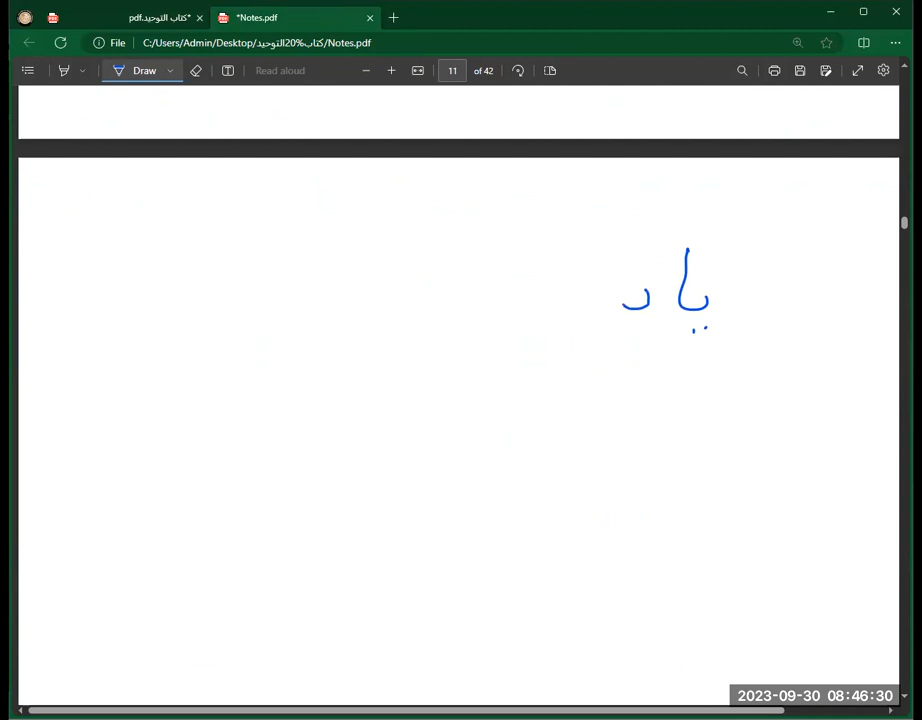 *كتاب التوحيد.pdf
*Notes.pdf
File
C:/Users/Admin/Desktop/كتاب%20التوحيد/Notes.pdf
Draw
Read aloud
11 of 42
ياد
2023-09-30 08:46:30